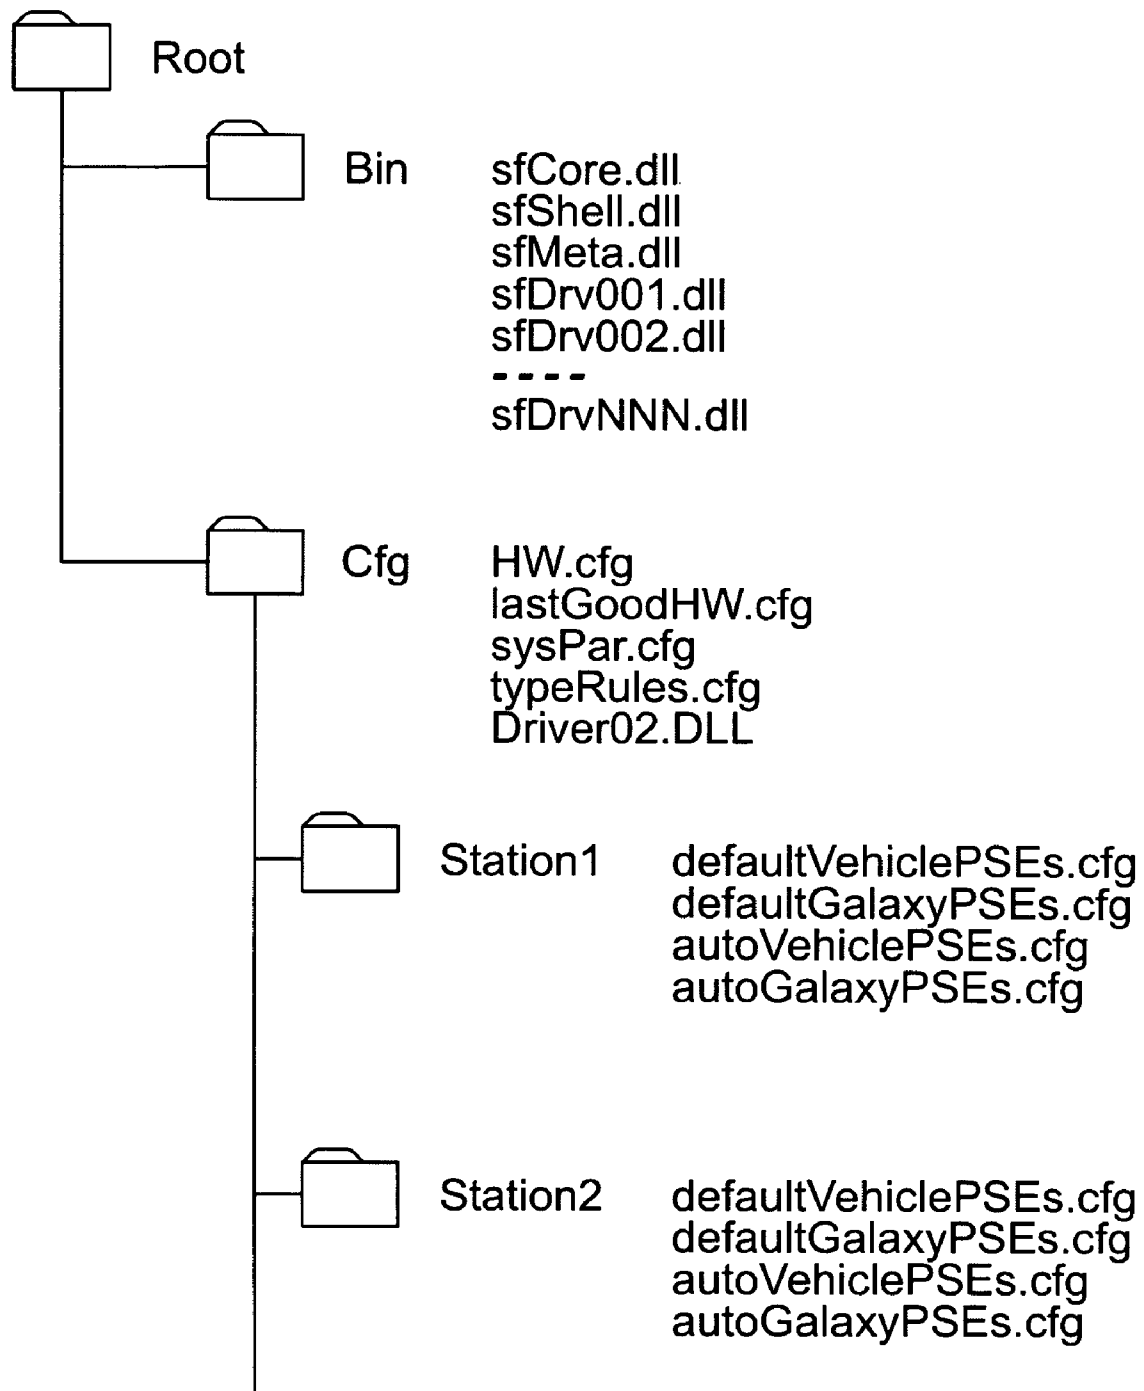 Root
Bin
sfCore.dll
sfShell.dll
sfMeta.dll
sfDrv001.dll
sfDrv002.dll
----
sfDrvNNN.dll
Cfg
HW.cfg
lastGoodHW.cfg
sysPar.cfg
typeRules.cfg
Driver02.DLL
Station1
defaultVehiclePSEs.cfg
defaultGalaxyPSEs.cfg
autoVehiclePSEs.cfg
autoGalaxyPSEs.cfg
Station2
defaultVehiclePSEs.cfg
defaultGalaxyPSEs.cfg
autoVehiclePSEs.cfg
autoGalaxyPSEs.cfg